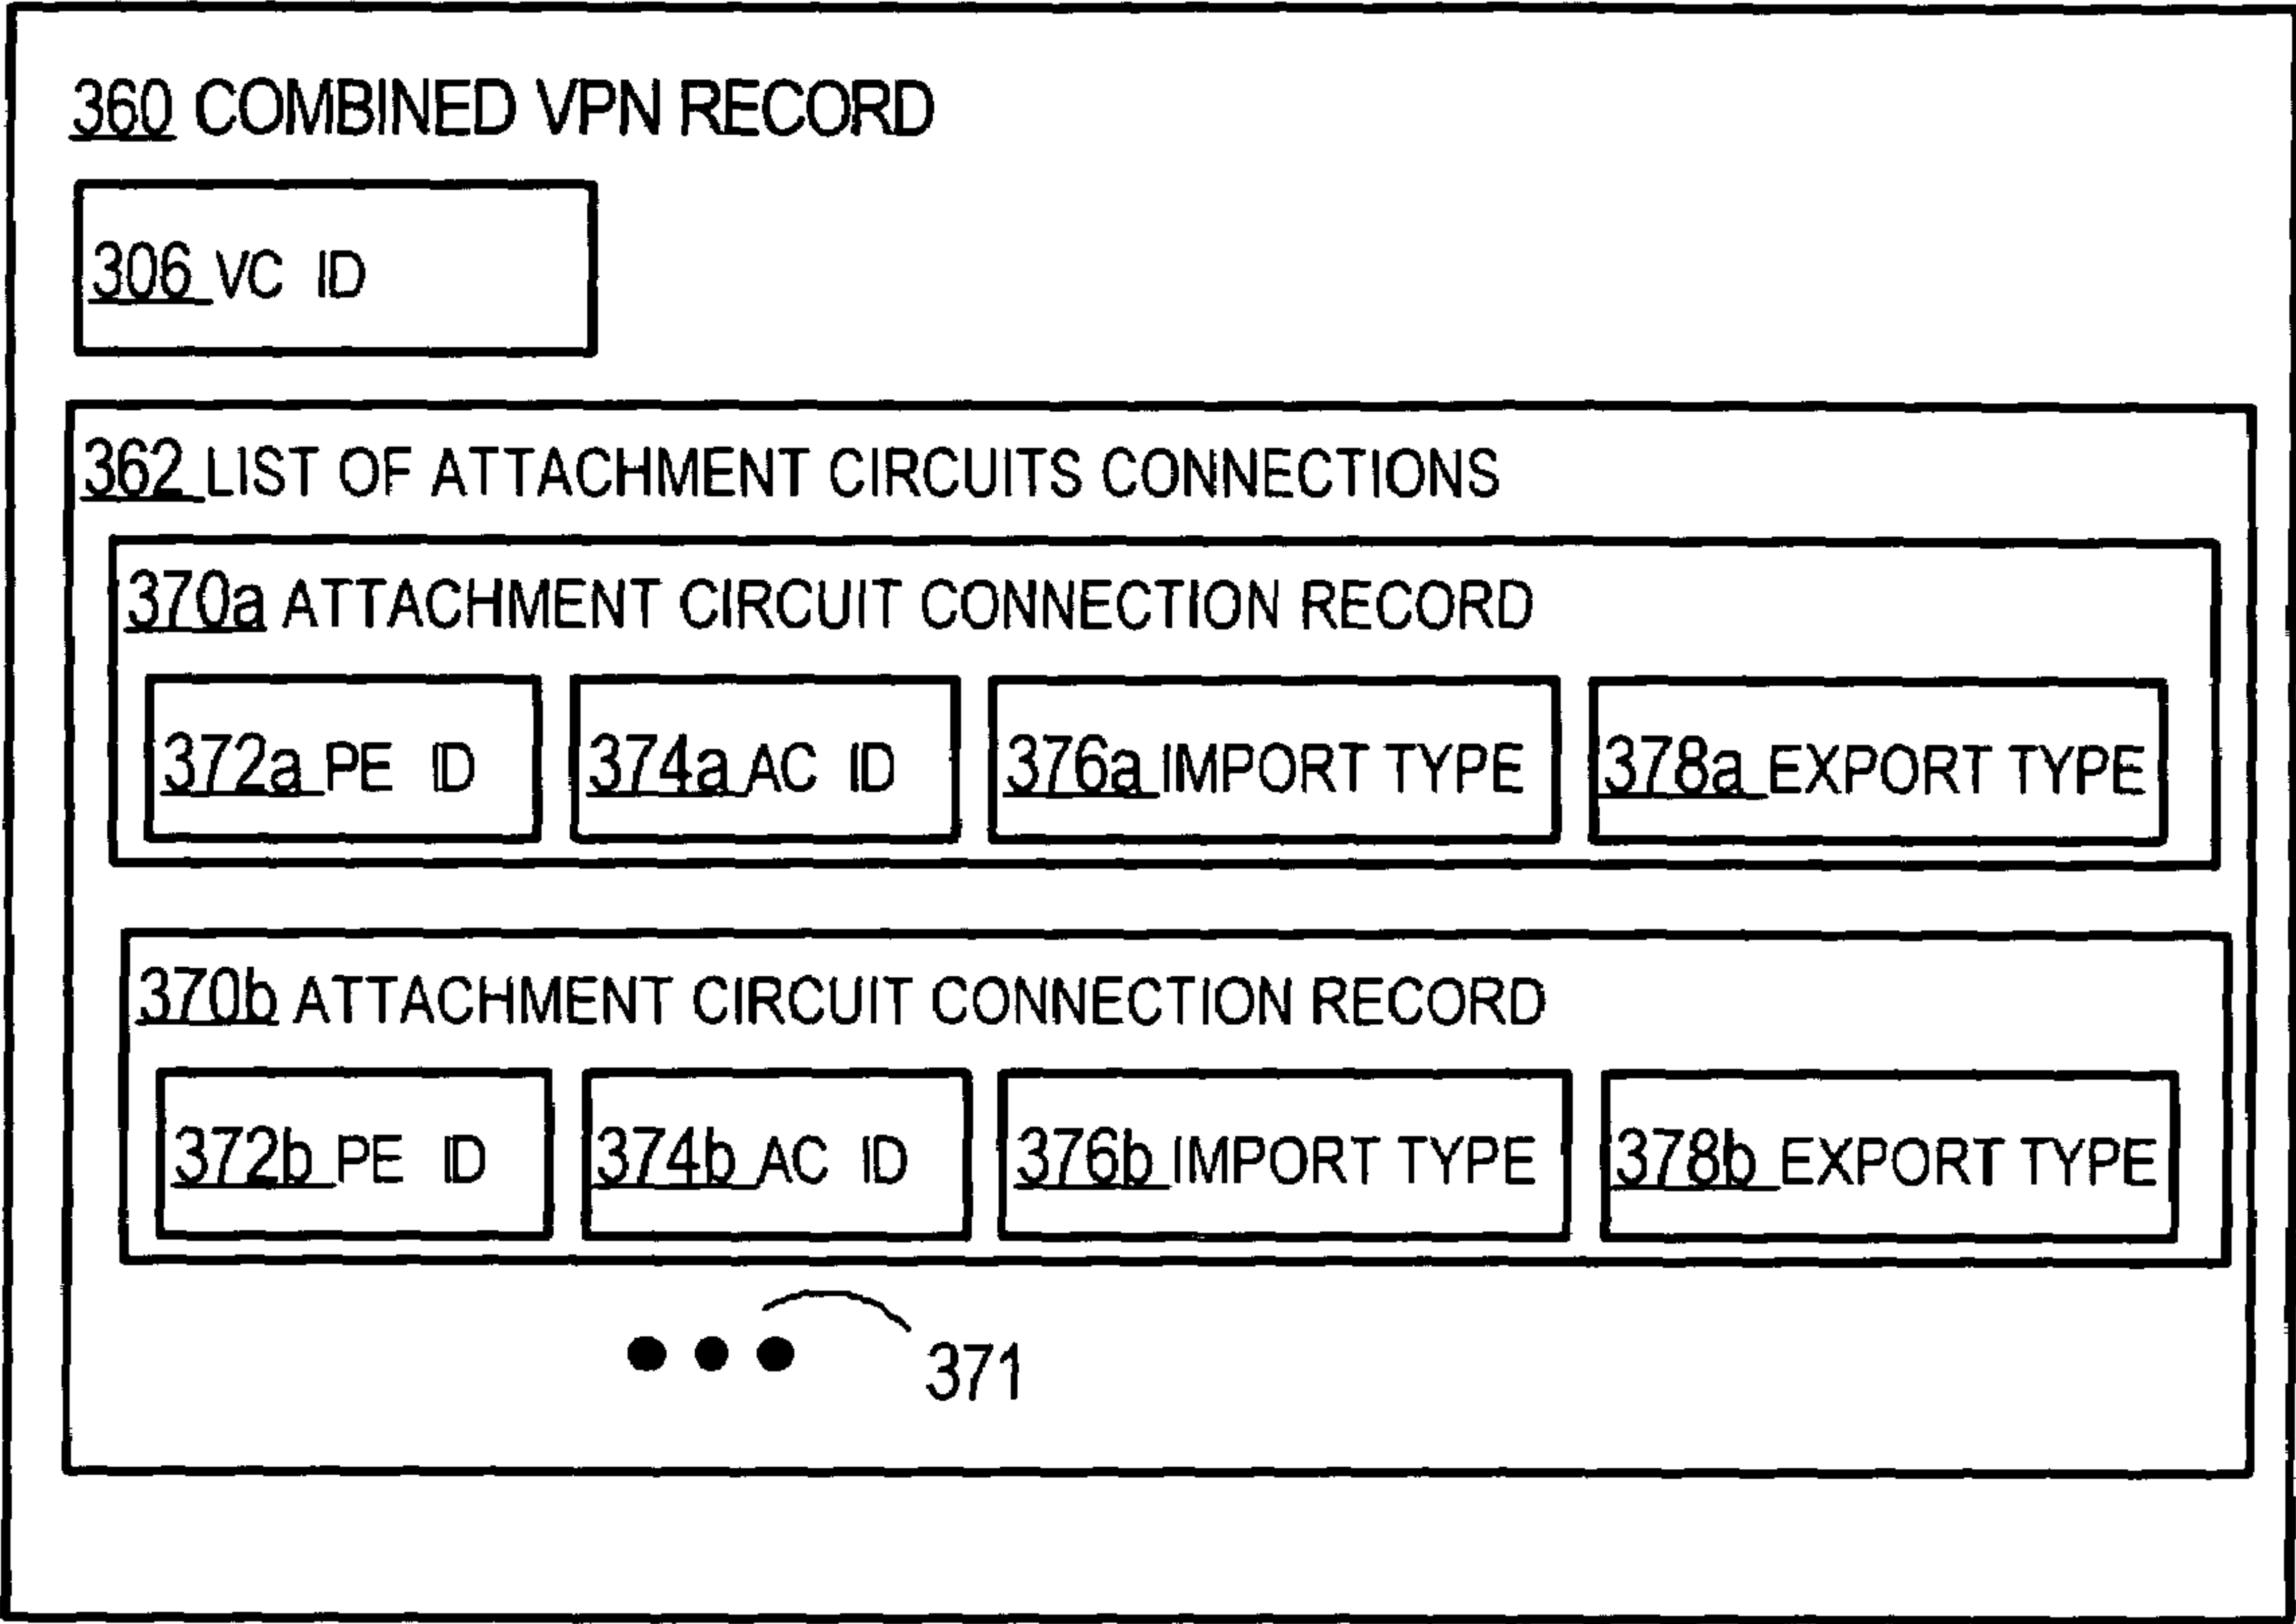 360 COMBINED VPN RECORD
306 VC ID
362 LIST OF ATTACHMENT CIRCUITS CONNECTIONS
370a ATTACHMENT CIRCUIT CONNECTION RECORD
372a PE ID 374a AC ID 376a IMPORT TYPE 378a EXPORT TYPE
370b ATTACHMENT CIRCUIT CONNECTION RECORD
372b PE ID 374b AC ID 376b IMPORT TYPE 378b EXPORT TYPE
371